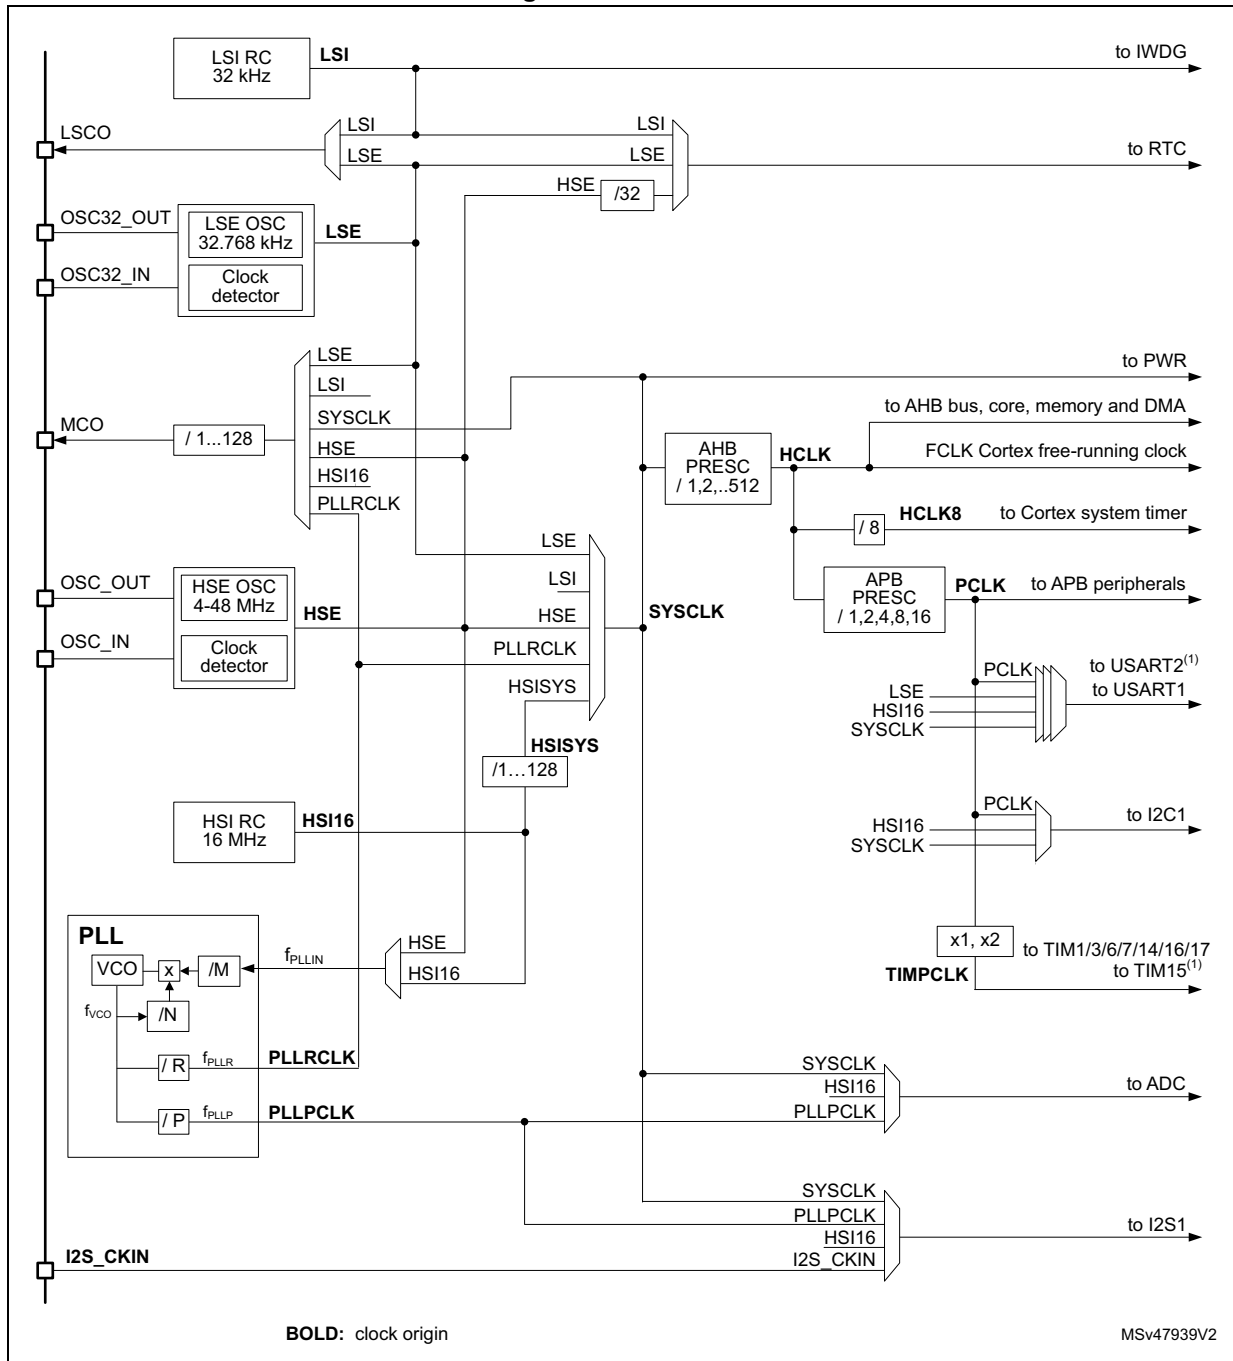 LSI RC
32 kHz
LSI
to IWDG
LSCO
LSI
LSE
LSI
LSE
HSE
/32
to RTC
OSC32_OUT
OSC32_IN
LSE OSC
32.768 kHz
Clock
detector
LSE
LSE
LSI
SYSCLK
HSE
HSI16
PLLRCLK
MCO
/ 1...128
to PWR
AHB
PRESC
/ 1,2,..512
HCLK
to AHB bus, core, memory and DMA
FCLK Cortex free-running clock
/ 8
HCLK8
to Cortex system timer
APB
PRESC
/ 1,2,4,8,16
PCLK
to APB peripherals
OSC_OUT
OSC_IN
HSE OSC
4-48 MHz
Clock
detector
HSE
LSE
LSI
HSE
PLLRCLK
HSISYS
SYSCLK
HSISYS
/1…128
PCLK
LSE
HSI16
SYSCLK
to USART2(1)
to USART1
HSI RC
16 MHz
HSI16
PCLK
HSI16
SYSCLK
to I2C1
PLL
VCO
x
/M
fPLLIN
HSE
HSI16
fVCO
/N
/ R
fPLLR
PLLRCLK
/ P
fPLLP
PLLPCLK
x1, x2
TIMPCLK
to TIM1/3/6/7/14/16/17
to TIM15(1)
SYSCLK
HSI16
PLLPCLK
to ADC
SYSCLK
PLLPCLK
HSI16
I2S_CKIN
to I2S1
I2S_CKIN
BOLD: clock origin
MSv47939V2